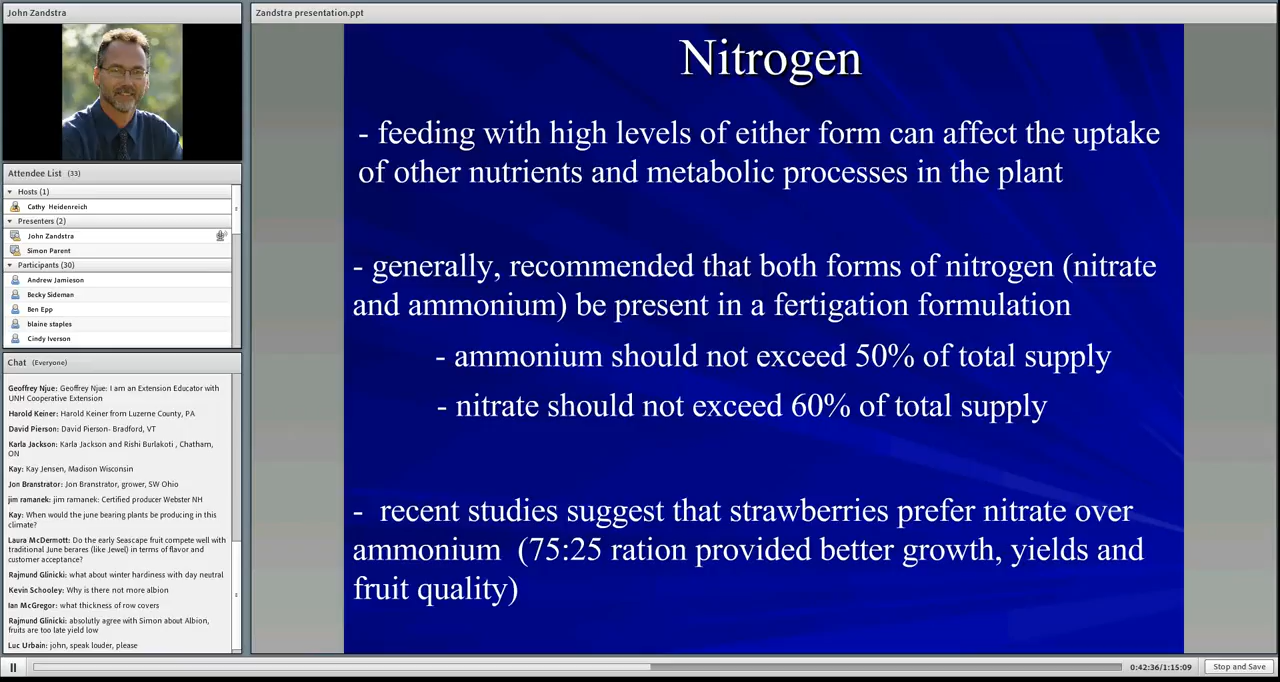 John Zandstra
Attendee List (33)
Hosts (1)
Cathy Heidenreich
Presenters (2)
John Zandstra
Simon Parent
Participants (30)
Andrew Jamieson
Becky Sideman
Ben Epp
blaine staples
Cindy Iverson
Chat (Everyone)
Geoffrey Njue: Geoffrey Njue: I am an Extension Educator with
UNH Cooperative Extension
Harold Keiner: Harold Keiner from Luzerne County, PA
David Pierson: David Pierson- Bradford, VT
Karla Jackson: Karla Jackson and Rishi Burlakoti , Chatham,
ON
Kay: Kay Jensen, Madison Wisconsin
Jon Branstrator: Jon Branstrator, grower, SW Ohio
jim ramanek: jim ramanek: Certified producer Webster NH
Kay: When would the june bearing plants be producing in this
climate?
Laura McDermott: Do the early Seascape fruit compete well with
traditional June berares (like Jewel) in terms of flavor and
customer acceptance?
Rajmund Glinicki: what about winter hardiness with day neutral
Kevin Schooley: Why is there not more albion
Ian McGregor: what thickness of row covers
Rajmund Glinicki: absolutly agree with Simon about Albion,
fruits are too late yield low
Luc Urbain: john, speak louder, please
Zandstra presentation.ppt
Nitrogen
- feeding with high levels of either form can affect the uptake
of other nutrients and metabolic processes in the plant
- generally, recommended that both forms of nitrogen (nitrate
and ammonium) be present in a fertigation formulation
- ammonium should not exceed 50% of total supply
- nitrate should not exceed 60% of total supply
- recent studies suggest that strawberries prefer nitrate over
ammonium (75:25 ration provided better growth, yields and
fruit quality)
0:42:36/1:15:09
Stop and Save